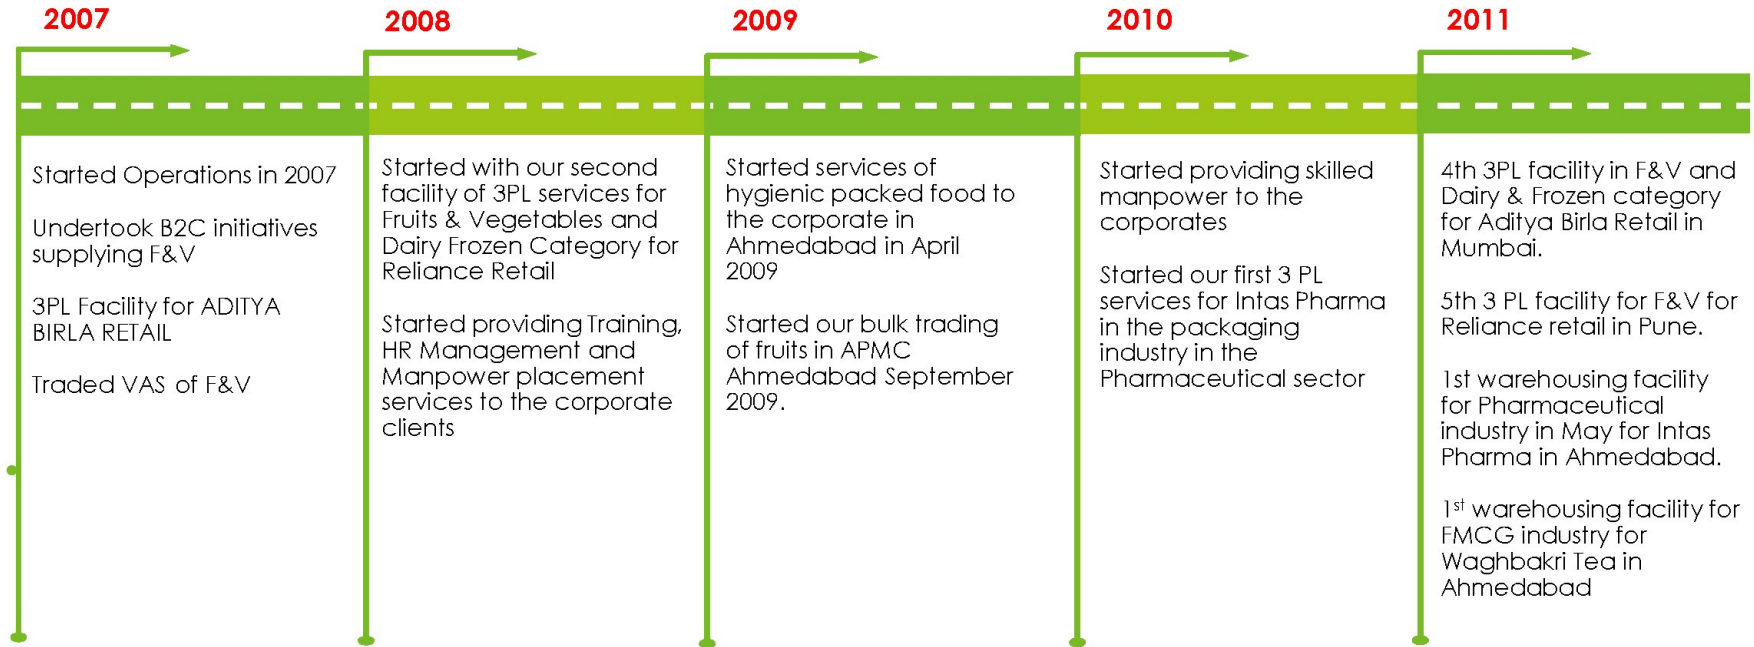 2007
Started Operations in 2007
Undertook B2C initiatives
supplying F&V
3PL Facility for ADITYA
BIRLA RETAIL
Traded VAS of F&V
2008
Started with our second
facility of 3PL services for
Fruits & Vegetables and
Dairy Frozen Category for
Reliance Retail
Started providing Training,
HR Management and
Manpower placement
services to the corporate
clients
2009
Started services of
hygienic packed food to
the corporate in
Ahmedabad in April
2009
Started our bulk trading
of fruits in APMC
Ahmedabad September
2009.
2010
Started providing skilled
manpower to the
corporates
Started our first 3 PL
services for Intas Pharma
in the packaging
industry in the
Pharmaceutical sector
2011
4th 3PL facility in F&V and
Dairy & Frozen category
for Aditya Birla Retail in
Mumbai.
5th 3 PL facility for F&V for
Reliance retail in Pune.
1st warehousing facility
for Pharmaceutical
industry in May for Intas
Pharma in Ahmedabad.
1st warehousing facility for
FMCG industry for
Waghbakri Tea in
Ahmedabad